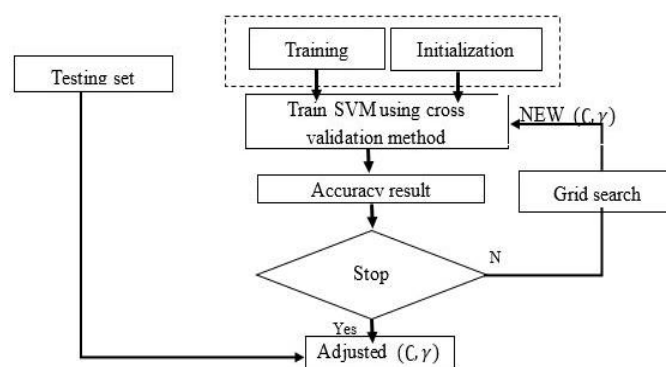 Training
Initialization
Testing set
Train SVM using cross
validation method
NEW (C,γ)
Accuracy result
Grid search
Stop
N
Yes
Adjusted (C,γ)